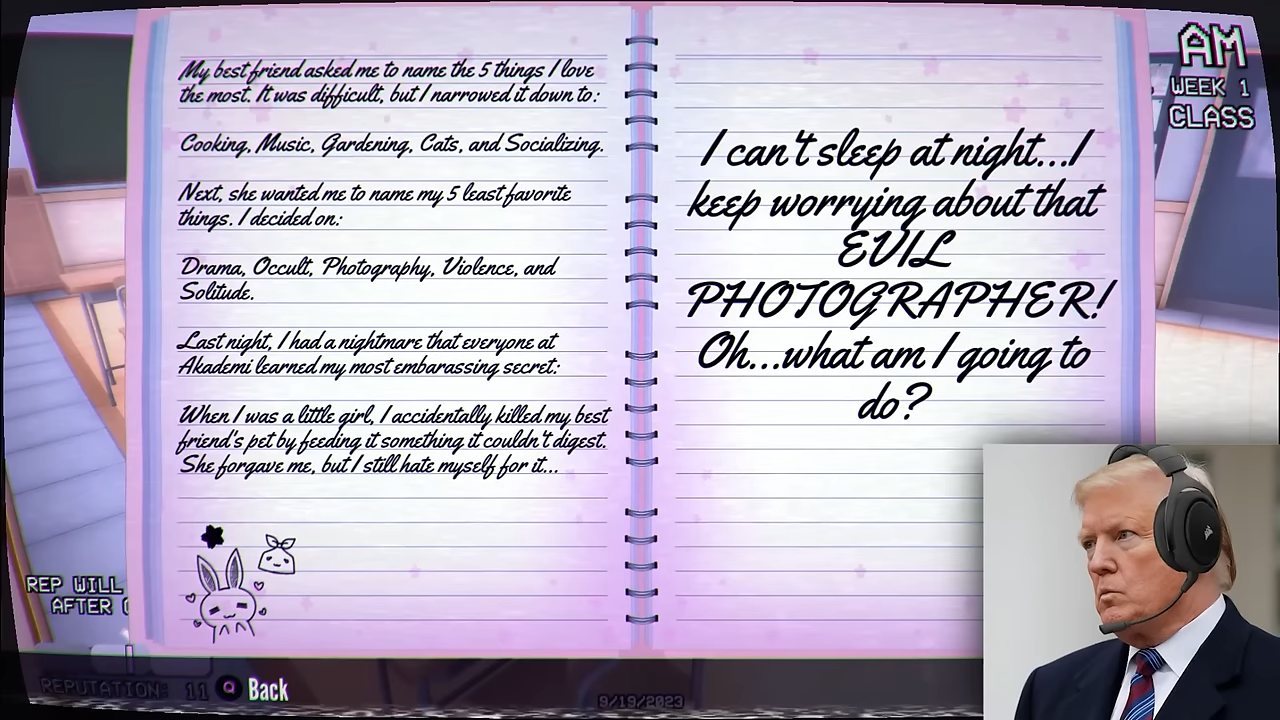 My best friend asked me to name the 5 things I love
the most. It was difficult, but I narrowed it down to:
Cooking, Music, Gardening, Cats, and Socializing.
Next, she wanted me to name my 5 least favorite
things. I decided on:
Drama, Occult, Photography, Violence, and
Solitude.
Last night, I had a nightmare that everyone at
Akademi learned my most embarassing secret:
When I was a little girl, I accidentally killed my best
friend's pet by feeding it something it couldn't digest.
She forgave me, but I still hate myself for it...
I can't sleep at night...I
keep worrying about that
EVIL
PHOTOGRAPHER!
Oh...what am I going to
do?
AM
WEEK 1
CLASS
REP WILL
AFTER
REPUTATION: 11
Q Back
9/19/2023